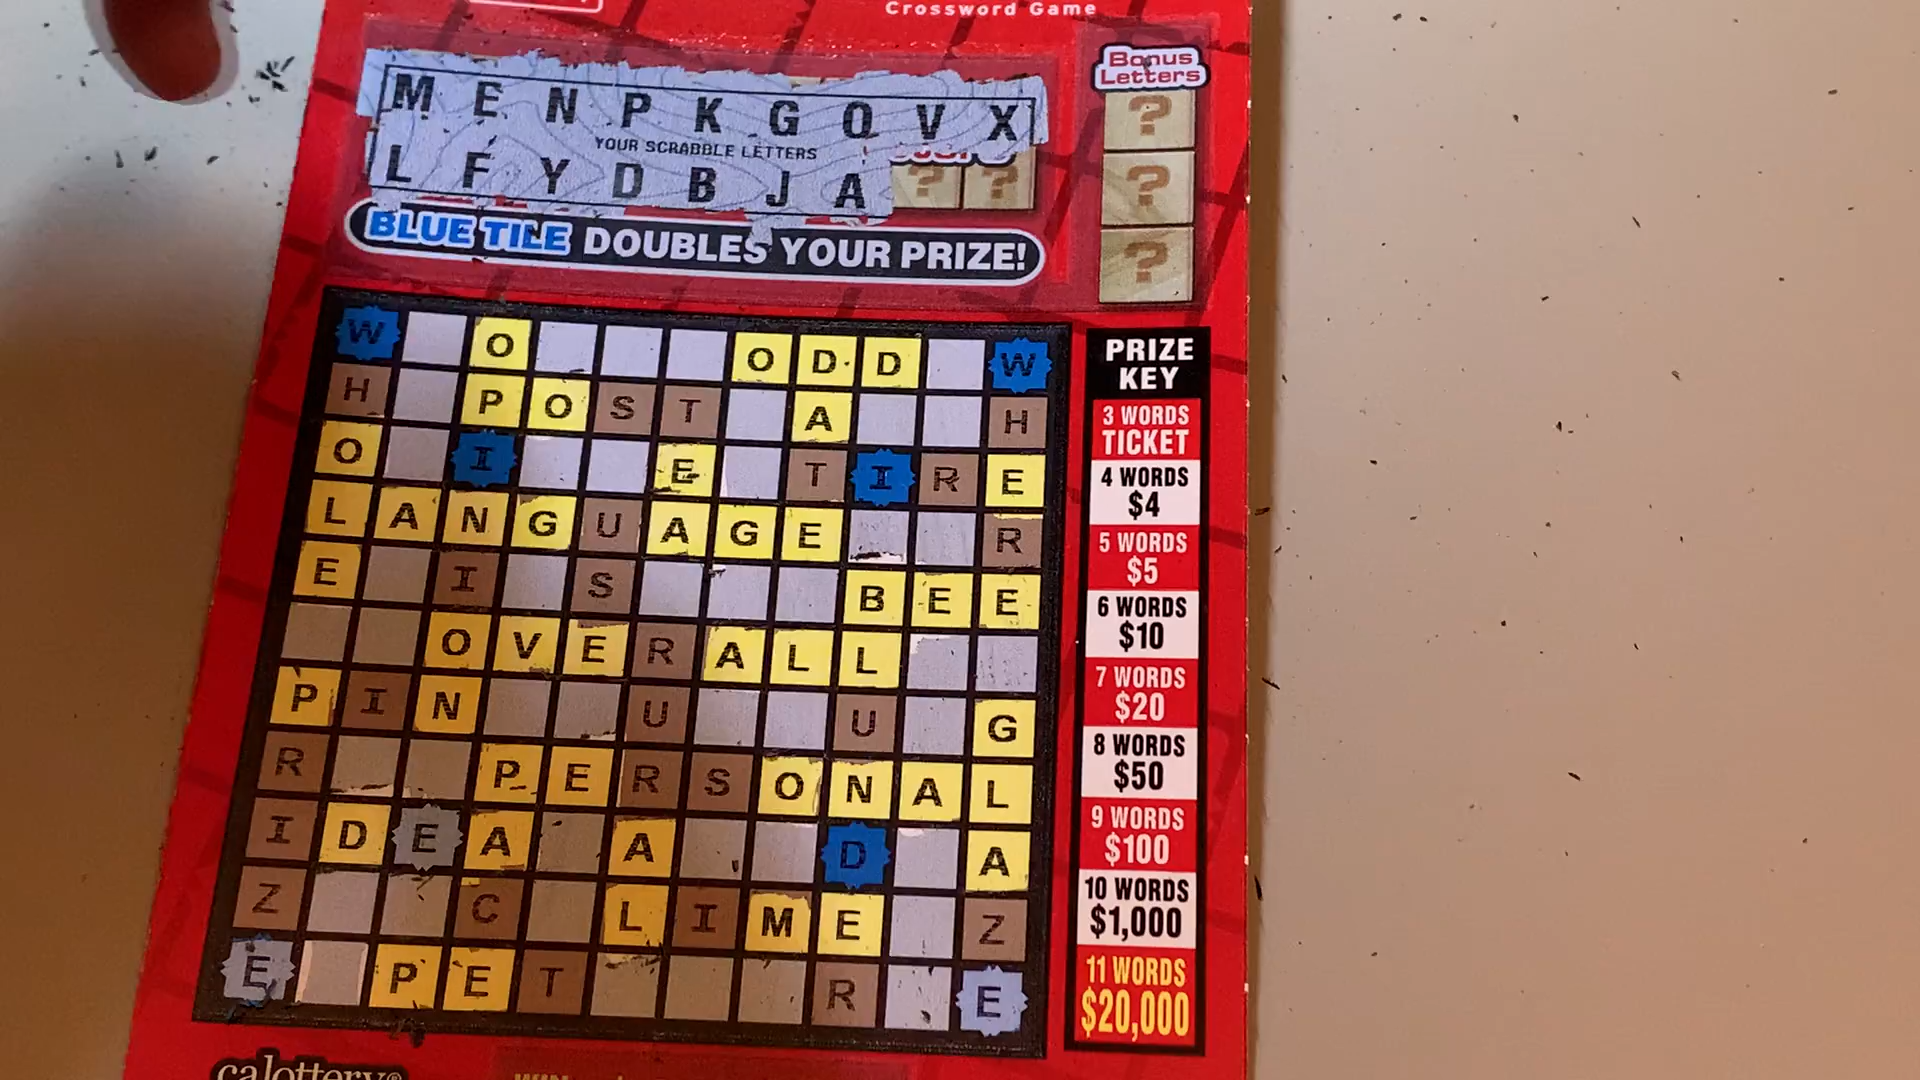 Crossword Game
M E N P K G O V X
YOUR SCRABBLE LETTERS
L F Y D B J A ? ?
BLUE TILE DOUBLES YOUR PRIZE!
Bonus
Letters
?
?
?
W O O D D W
H P O S T A H
O I E T I R E
L A N G U A G E R
E I S B E E
O V E R A L L
P I N U U G
R P E R S O N A L
I D E A A D A
Z C L I M E Z
E P E T R E
PRIZE
KEY
3 WORDS
TICKET
4 WORDS
$4
5 WORDS
$5
6 WORDS
$10
7 WORDS
$20
8 WORDS
$50
9 WORDS
$100
10 WORDS
$1,000
11 WORDS
$20,000
calottery®